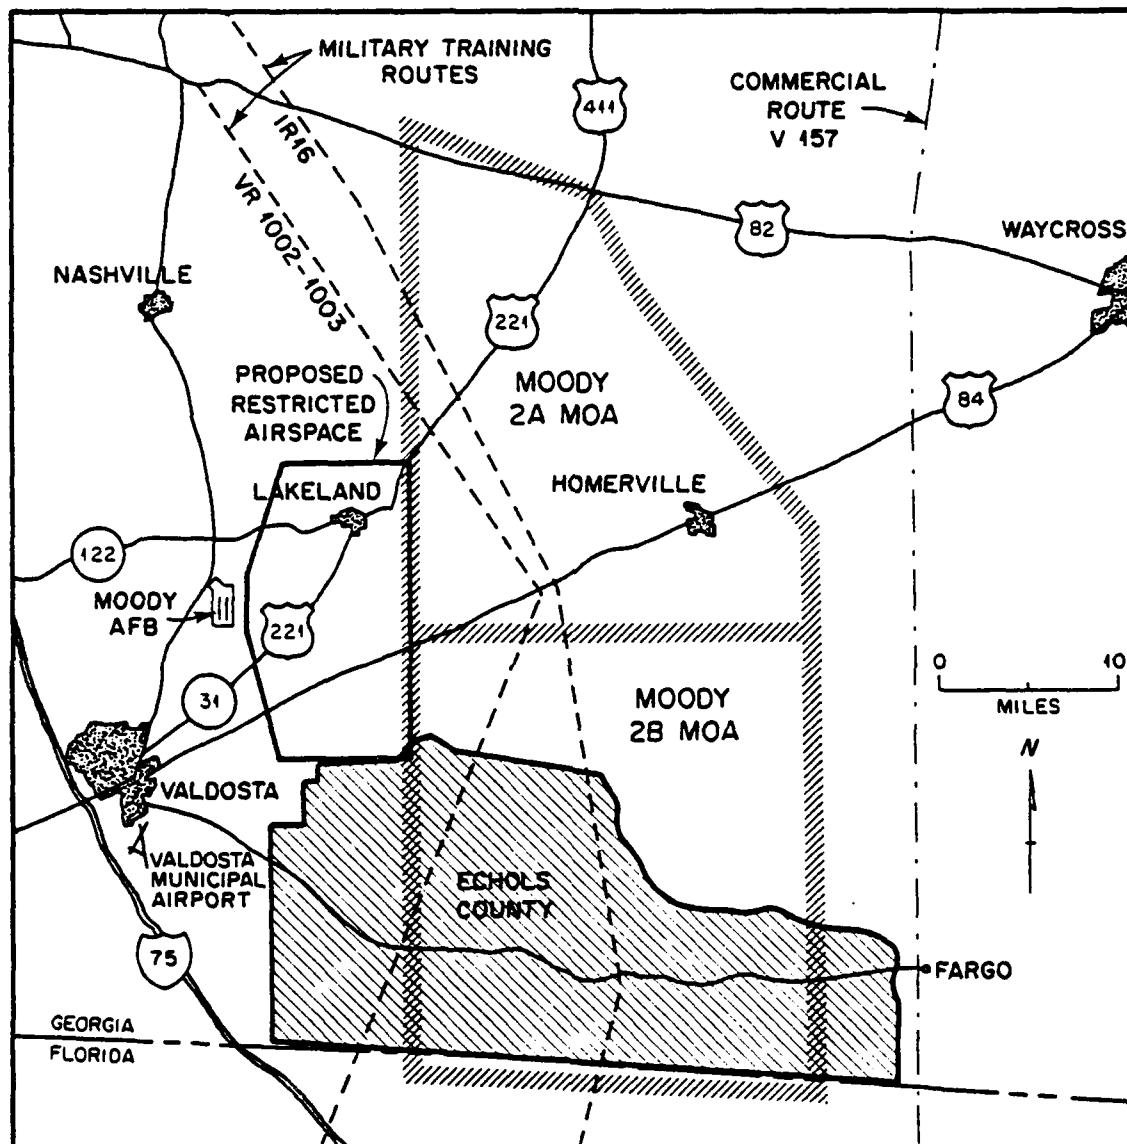 MILITARY TRAINING
ROUTES
411
COMMERCIAL
ROUTE
V 157
IR16
VR 1002-1003
82
WAYCROSS
NASHVILLE
221
PROPOSED
RESTRICTED
AIRSPACE
MOODY
2A MOA
84
LAKELAND
HOMERVILLE
122
MOODY
AFB
221
31
MOODY
2B MOA
0 10
MILES
N
VALDOSTA
VALDOSTA
MUNICIPAL
AIRPORT
ECHOLS
COUNTY
75
FARGO
GEORGIA
FLORIDA